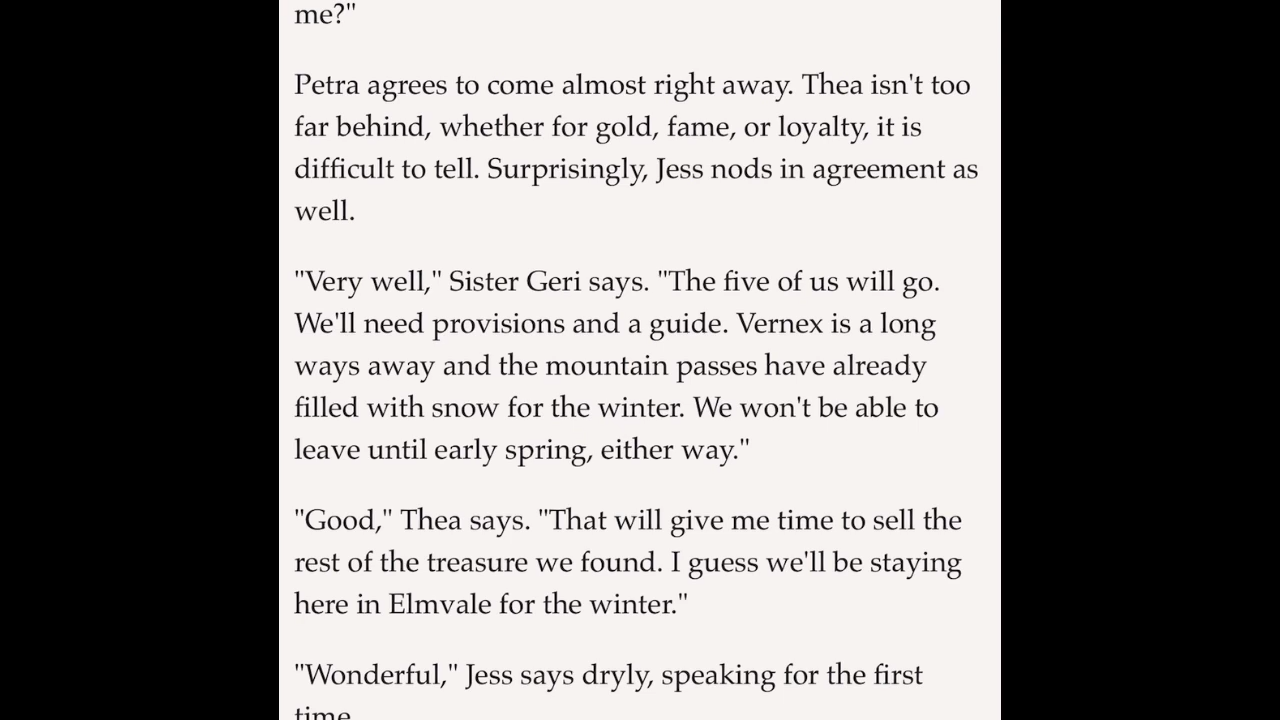 me?"
Petra agrees to come almost right away. Thea isn't too
far behind, whether for gold, fame, or loyalty, it is
difficult to tell. Surprisingly, Jess nods in agreement as
well.
"Very well," Sister Geri says. "The five of us will go.
We'll need provisions and a guide. Vernex is a long
ways away and the mountain passes have already
filled with snow for the winter. We won't be able to
leave until early spring, either way."
"Good," Thea says. "That will give me time to sell the
rest of the treasure we found. I guess we'll be staying
here in Elmvale for the winter."
"Wonderful," Jess says dryly, speaking for the first
time.